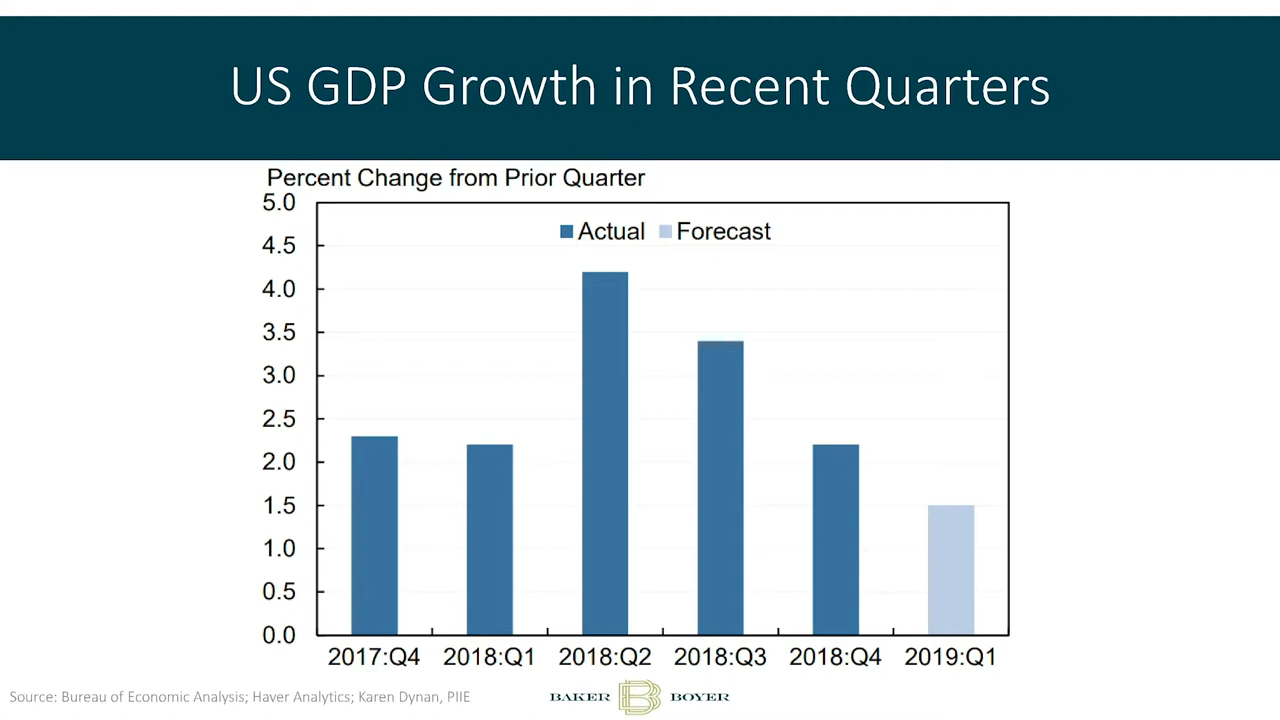 US GDP Growth in Recent Quarters
Percent Change from Prior Quarter
5.0
Actual Forecast
4.5
4.0
3.5
3.0
2.5
2.0
1.5
1.0
0.5
0.0
2017:Q4 2018:Q1 2018:Q2 2018:Q3 2018:Q4 2019:Q1
Source: Bureau of Economic Analysis; Haver Analytics; Karen Dynan, PIIE
BAKER BOYER